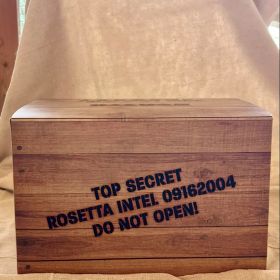 TOP SECRET
ROSETTA INTEL 09162004
DO NOT OPEN!